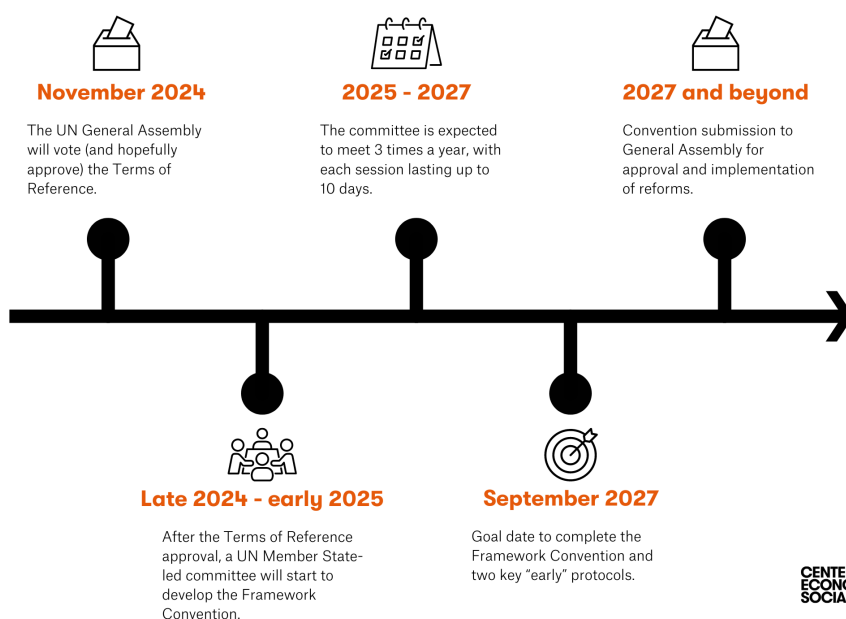 November 2024
The UN General Assembly
will vote (and hopefully
approve) the Terms of
Reference.
2025 - 2027
The committee is expected
to meet 3 times a year, with
each session lasting up to
10 days.
2027 and beyond
Convention submission to
General Assembly for
approval and implementation
of reforms.
Late 2024 - early 2025
After the Terms of Reference
approval, a UN Member State-
led committee will start to
develop the Framework
Convention.
September 2027
Goal date to complete the
Framework Convention and
two key “early” protocols.
SOCIA